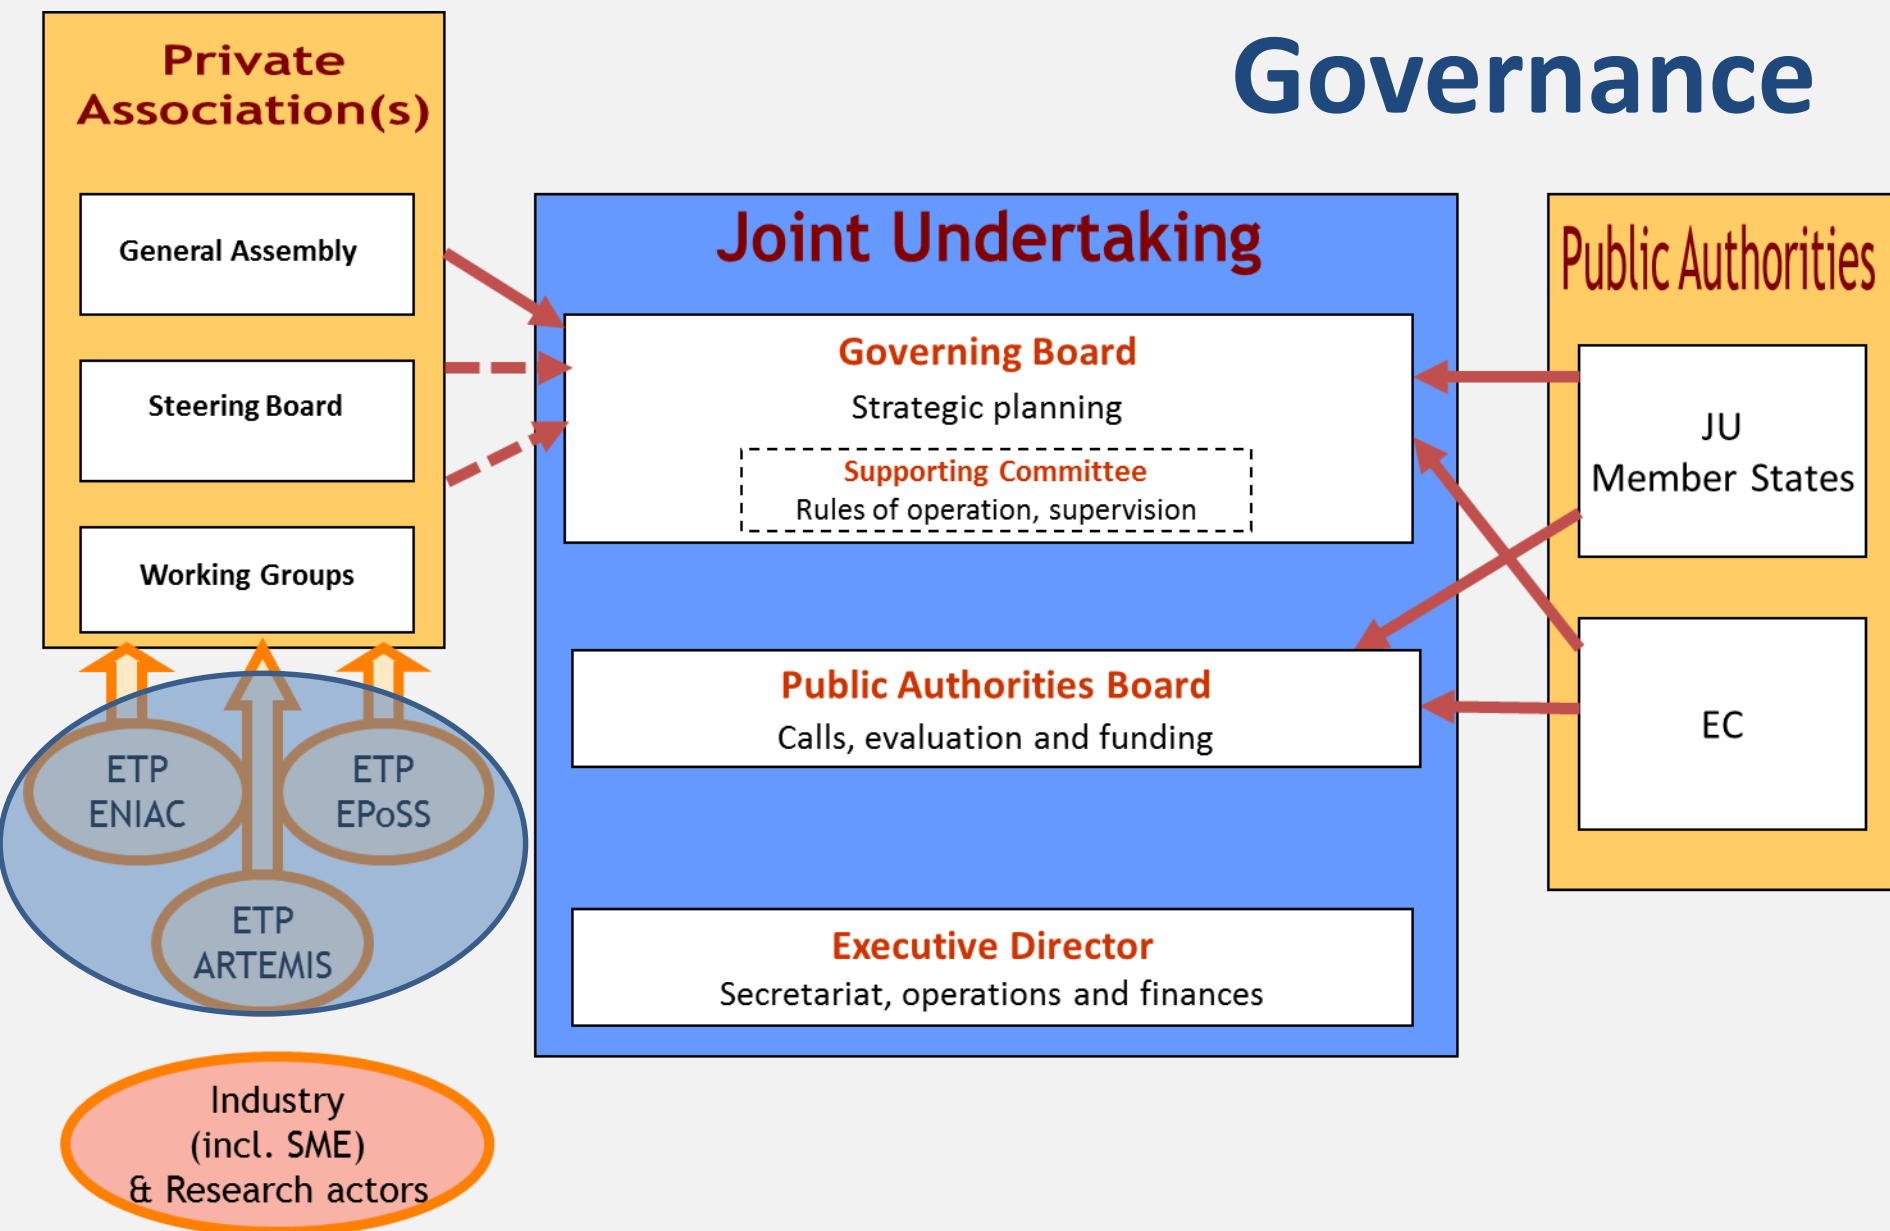 Governance
Private
Association(s)
General Assembly
Steering Board
Working Groups
ETP
ENIAC
ETP
EPoSS
ETP
ARTEMIS
Industry
(incl. SME)
& Research actors
Joint Undertaking
Governing Board
Strategic planning
Supporting Committee
Rules of operation, supervision
Public Authorities Board
Calls, evaluation and funding
Executive Director
Secretariat, operations and finances
Public Authorities
JU
Member States
EC